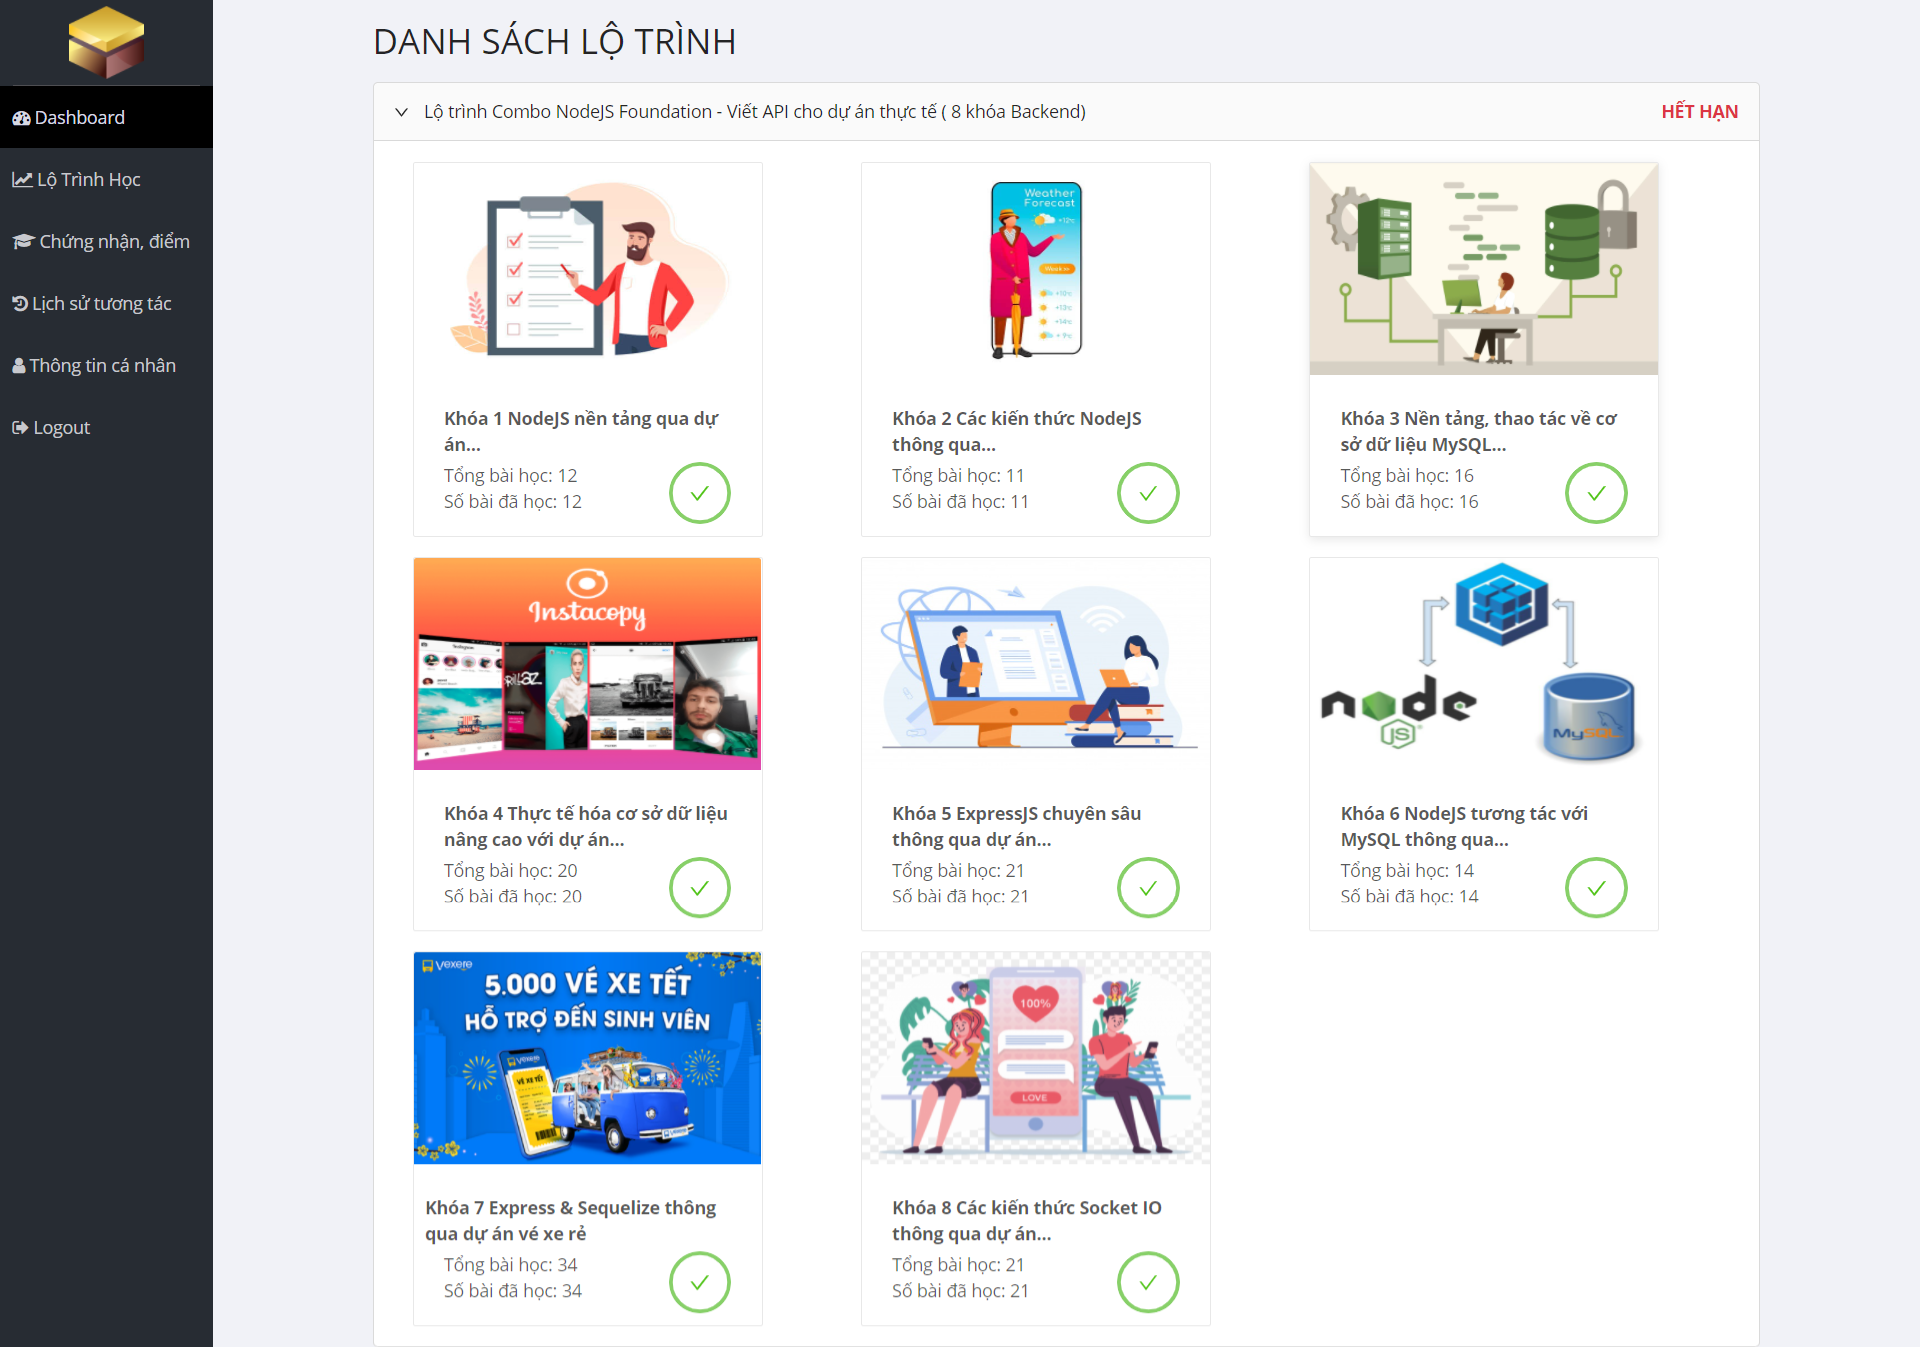 DANH SÁCH LỘ TRÌNH
Dashboard
Lộ Trình Học
Chứng nhận, điểm
Lịch sử tương tác
Thông tin cá nhân
Logout
Lộ trình Combo NodeJS Foundation - Viết API cho dự án thực tế ( 8 khóa Backend)
HẾT HẠN
Khóa 1 NodeJS nền tảng qua dự
án...
Tổng bài học: 12
Số bài đã học: 12
Weather
Forecast
+12°c
+10°c
+13°c
+14°c
+ 9°c
Khóa 2 Các kiến thức NodeJS
thông qua...
Tổng bài học: 11
Số bài đã học: 11
Khóa 3 Nền tảng, thao tác về cơ
sở dữ liệu MySQL...
Tổng bài học: 16
Số bài đã học: 16
Instacopy
Khóa 4 Thực tế hóa cơ sở dữ liệu
nâng cao với dự án...
Tổng bài học: 20
Số bài đã học: 20
Khóa 5 ExpressJS chuyên sâu
thông qua dự án...
Tổng bài học: 21
Số bài đã học: 21
node
JS
MySQL
Khóa 6 NodeJS tương tác với
MySQL thông qua...
Tổng bài học: 14
Số bài đã học: 14
Vexere
5.000 VÉ XE TẾT
HỖ TRỢ ĐẾN SINH VIÊN
Vexere
VÉ XE TẾT
Vexere
Khóa 7 Express & Sequelize thông
qua dự án vé xe rẻ
Tổng bài học: 34
Số bài đã học: 34
100%
LOVE
Khóa 8 Các kiến thức Socket IO
thông qua dự án...
Tổng bài học: 21
Số bài đã học: 21